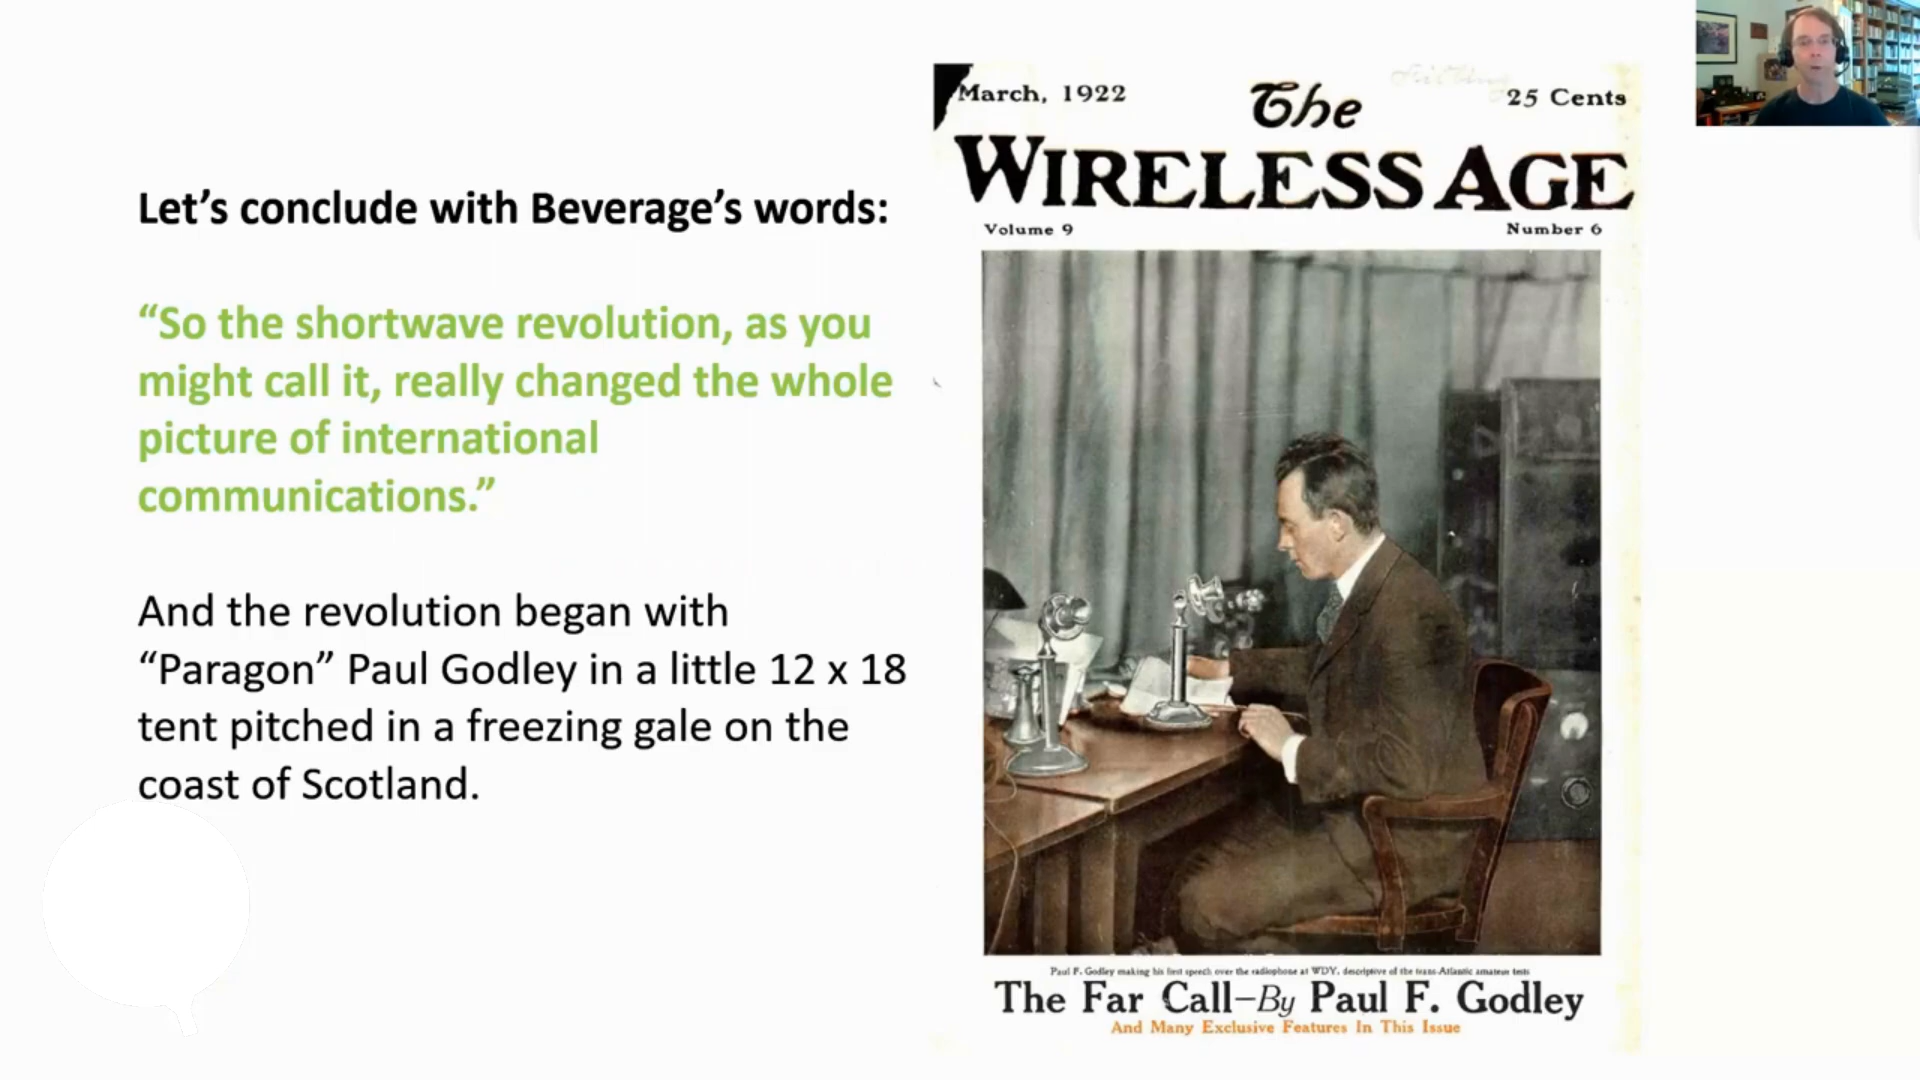 Let’s conclude with Beverage’s words:
“So the shortwave revolution, as you
might call it, really changed the whole
picture of international
communications.”
And the revolution began with
“Paragon” Paul Godley in a little 12 x 18
tent pitched in a freezing gale on the
coast of Scotland.
March, 1922
The
25 Cents
WIRELESS AGE
Volume 9
Number 6
Paul F. Godley making his first speech over the radiophone at WDY, descriptive of the trans-Atlantic amateur tests
The Far Call—By Paul F. Godley
And Many Exclusive Features In This Issue